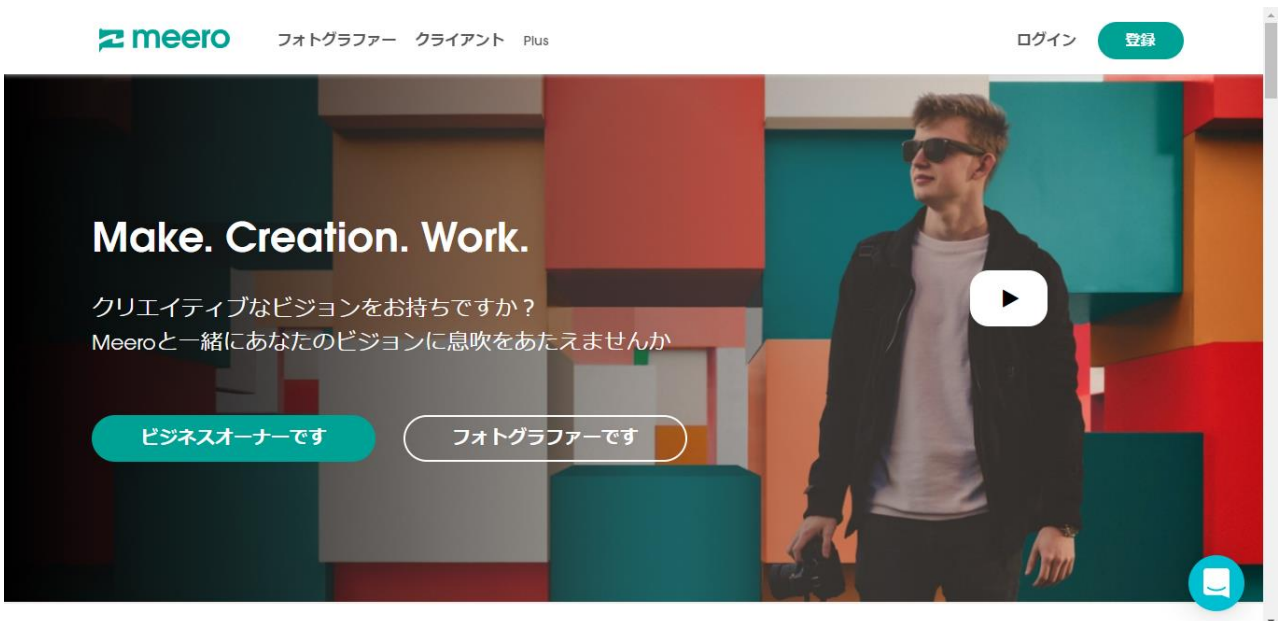 meero
フォトグラファー クライアント Plus
ログイン
登録
Make. Creation. Work.
クリエイティブなビジョンをお持ちですか？
Meeroと一緒にあなたのビジョンに息吹をあたえませんか
ビジネスオーナーです
フォトグラファーです